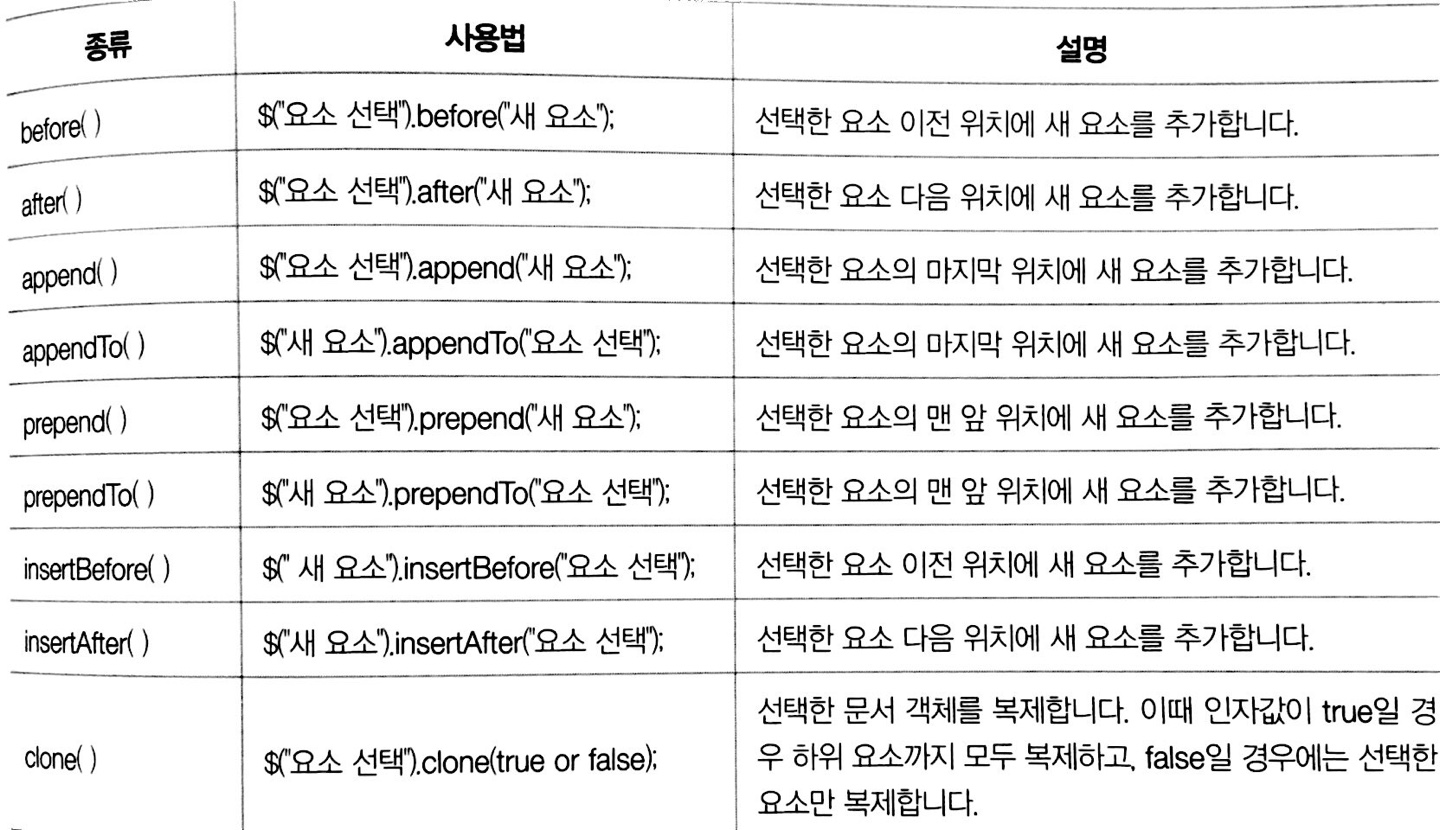 종류 사용법 설명
before( ) $("요소 선택").before("새 요소"); 선택한 요소 이전 위치에 새 요소를 추가합니다.
after( ) $("요소 선택").after("새 요소"); 선택한 요소 다음 위치에 새 요소를 추가합니다.
append( ) $("요소 선택").append("새 요소"); 선택한 요소의 마지막 위치에 새 요소를 추가합니다.
appendTo( ) $("새 요소").appendTo("요소 선택"); 선택한 요소의 마지막 위치에 새 요소를 추가합니다.
prepend( ) $("요소 선택").prepend("새 요소"); 선택한 요소의 맨 앞 위치에 새 요소를 추가합니다.
prependTo( ) $("새 요소").prependTo("요소 선택"); 선택한 요소의 맨 앞 위치에 새 요소를 추가합니다.
insertBefore( ) $(" 새 요소").insertBefore("요소 선택"); 선택한 요소 이전 위치에 새 요소를 추가합니다.
insertAfter( ) $("새 요소").insertAfter("요소 선택"); 선택한 요소 다음 위치에 새 요소를 추가합니다.
clone( ) $("요소 선택").clone(true or false); 선택한 문서 객체를 복제합니다. 이때 인자값이 true일 경
우 하위 요소까지 모두 복제하고, false일 경우에는 선택한
요소만 복제합니다.